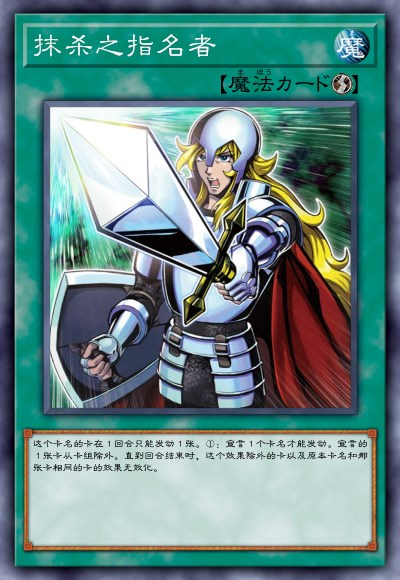 抹杀之指名者
魔
【魔法カード】
まほう
这个卡名的卡在1回合只能发动1张。①:宣言1个卡名才能发动。宣言的
1张卡从卡组除外。直到回合结束时,这个效果除外的卡以及原本卡名和那
张卡相同的卡的效果无效化。